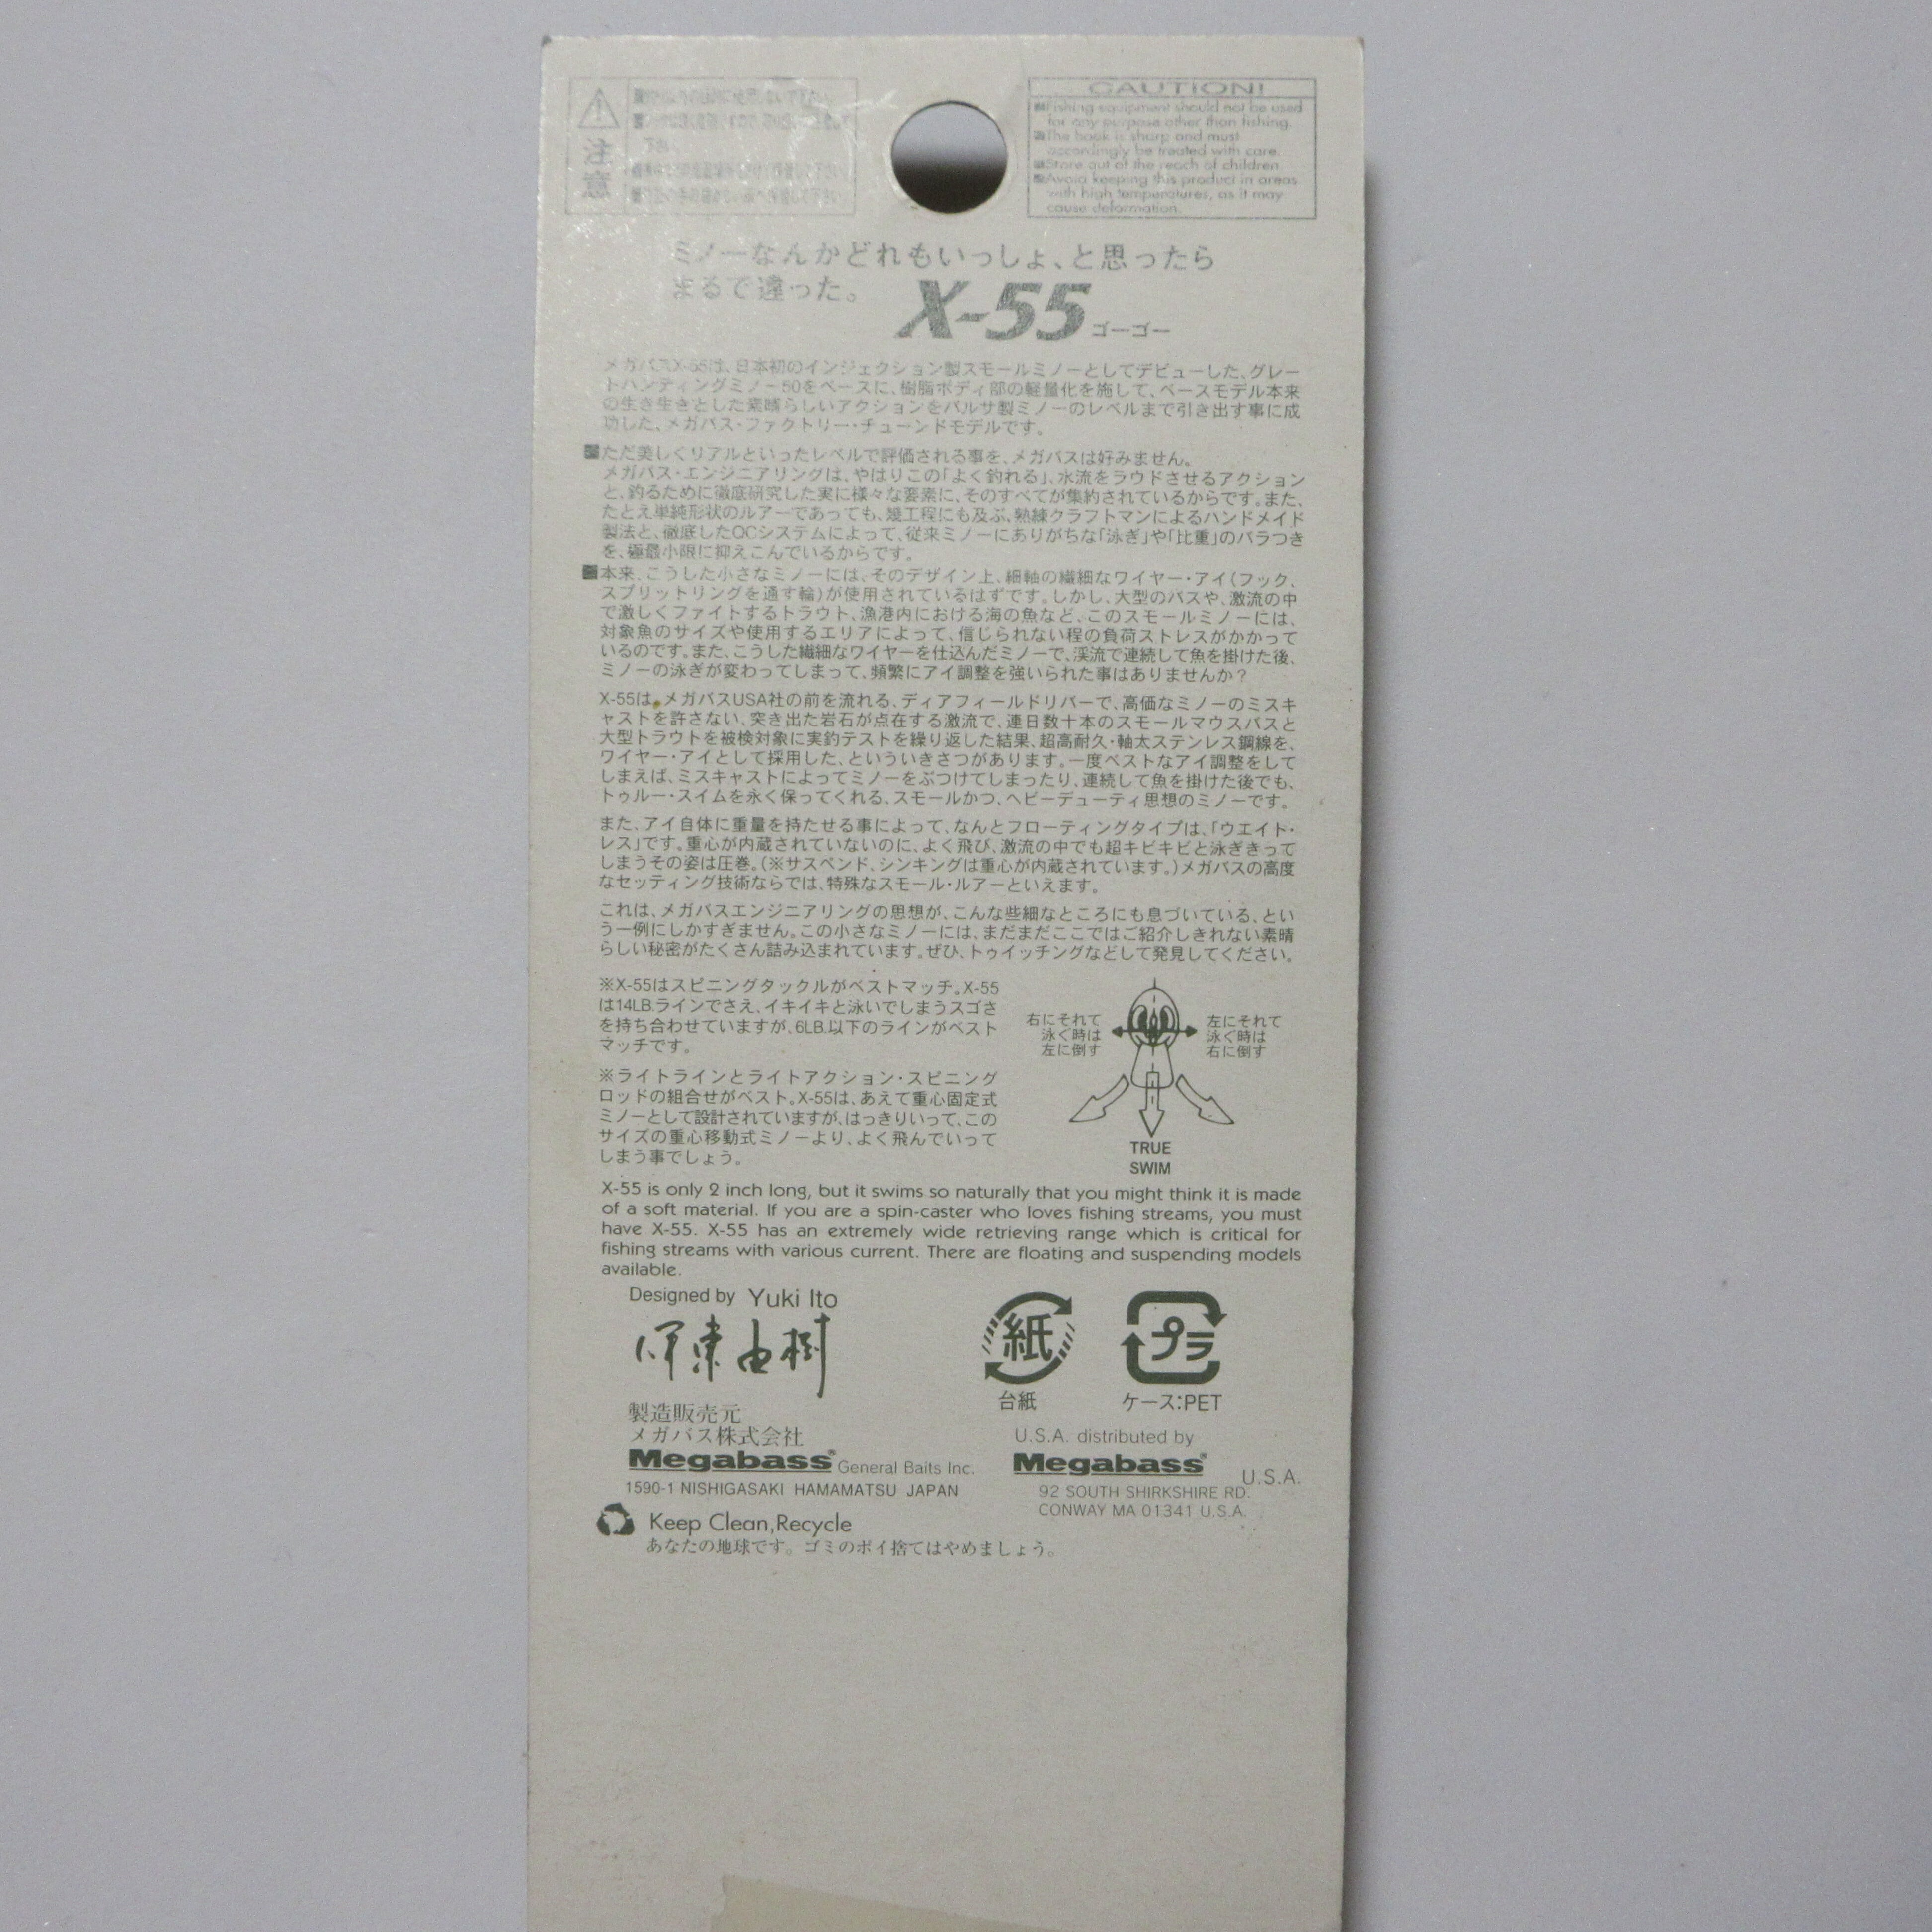 注意
CAUTION!
Fishing equipment should not be used
for any purpose other than fishing.
The hook is sharp and must
accordingly be treated with care.
Store out of the reach of children.
Avoid keeping this product in areas
with high temperatures, as it may
cause deformation.
ミノーなんかどれもいっしょ、と思ったら
まるで違った。
X-55 ゴーゴー
メガバスX-55は、日本初のインジェクション製スモールミノーとしてデビューした、グレー
トハンティングミノー50をベースに、樹脂ボディ部の軽量化を施して、ベースモデル本来
の生き生きとした素晴らしいアクションをバルサ製ミノーのレベルまで引き出す事に成
功した、メガバス・ファクトリー・チューンドモデルです。
■ただ美しくリアルといったレベルで評価される事を、メガバスは好みません。
メガバス・エンジニアリングは、やはりこの「よく釣れる」、水流をラウドさせるアクション
と、釣るために徹底研究した実に様々な要素に、そのすべてが集約されているからです。また、
たとえ単純形状のルアーであっても、幾工程にも及ぶ、熟練クラフトマンによるハンドメイド
製法と、徹底したQCシステムによって、従来ミノーにありがちな「泳ぎ」や「比重」のバラつき
を、極最小限に抑えこんでいるからです。
■本来、こうした小さなミノーには、そのデザイン上、細軸の繊細なワイヤー・アイ(フック、
スプリットリングを通す輪)が使用されているはずです。しかし、大型のバスや、激流の中
で激しくファイトするトラウト、漁港内における海の魚など、このスモールミノーには、
対象魚のサイズや使用するエリアによって、信じられない程の負荷ストレスがかかって
いるのです。また、こうした繊細なワイヤーを仕込んだミノーで、渓流で連続して魚を掛けた後、
ミノーの泳ぎが変わってしまって、頻繁にアイ調整を強いられた事はありませんか?
X-55は、メガバスUSA社の前を流れる、ディアフィールドリバーで、高価なミノーのミスキ
ャストを許さない、突き出た岩石が点在する激流で、連日数十本のスモールマウスバスと
大型トラウトを被検対象に実釣テストを繰り返した結果、超高耐久・軸太ステンレス鋼線を、
ワイヤー・アイとして採用した、といういきさつがあります。一度ベストなアイ調整をして
しまえば、ミスキャストによってミノーをぶつけてしまったり、連続して魚を掛けた後でも、
トゥルー・スイムを永く保ってくれる、スモールかつ、ヘビーデューティ思想のミノーです。
また、アイ自体に重量を持たせる事によって、なんとフローティングタイプは、「ウエイト・
レス」です。重心が内蔵されていないのに、よく飛び、激流の中でも超キビキビと泳ぎきって
しまうその姿は圧巻。(※サスペンド、シンキングは重心が内蔵されています。)メガバスの高度
なセッティング技術ならでは、特殊なスモール・ルアーといえます。
これは、メガバスエンジニアリングの思想が、こんな些細なところにも息づいている、とい
う一例にしかすぎません。この小さなミノーには、まだまだここではご紹介しきれない素晴
らしい秘密がたくさん詰み込まれています。ぜひ、トゥイッチングなどして発見してください。
※X-55はスピニングタックルがベストマッチ。X-55
は14LB.ラインでさえ、イキイキと泳いでしまうスゴさ
を持ち合わせていますが、6LB.以下のラインがベスト
マッチです。
※ライトラインとライトアクション・スピニング
ロッドの組合せがベスト。X-55は、あえて重心固定式
ミノーとして設計されていますが、はっきりいって、この
サイズの重心移動式ミノーより、よく飛んでいって
しまう事でしょう。
右にそれて
泳ぐ時は
左に倒す
左にそれて
泳ぐ時は
右に倒す
TRUE
SWIM
X-55 is only 2 inch long, but it swims so naturally that you might think it is made
of a soft material. If you are a spin-caster who loves fishing streams, you must
have X-55. X-55 has an extremely wide retrieving range which is critical for
fishing streams with various current. There are floating and suspending models
available.
Designed by Yuki Ito
伊東由樹
紙
台紙
プラ
ケース:PET
製造販売元
メガバス株式会社
Megabass® General Baits Inc.
1590-1 NISHIGASAKI HAMAMATSU JAPAN
U.S.A. distributed by
Megabass® U.S.A.
92 SOUTH SHIRKSHIRE RD.
CONWAY MA 01341 U.S.A.
Keep Clean,Recycle
あなたの地球です。ゴミのポイ捨てはやめましょう。